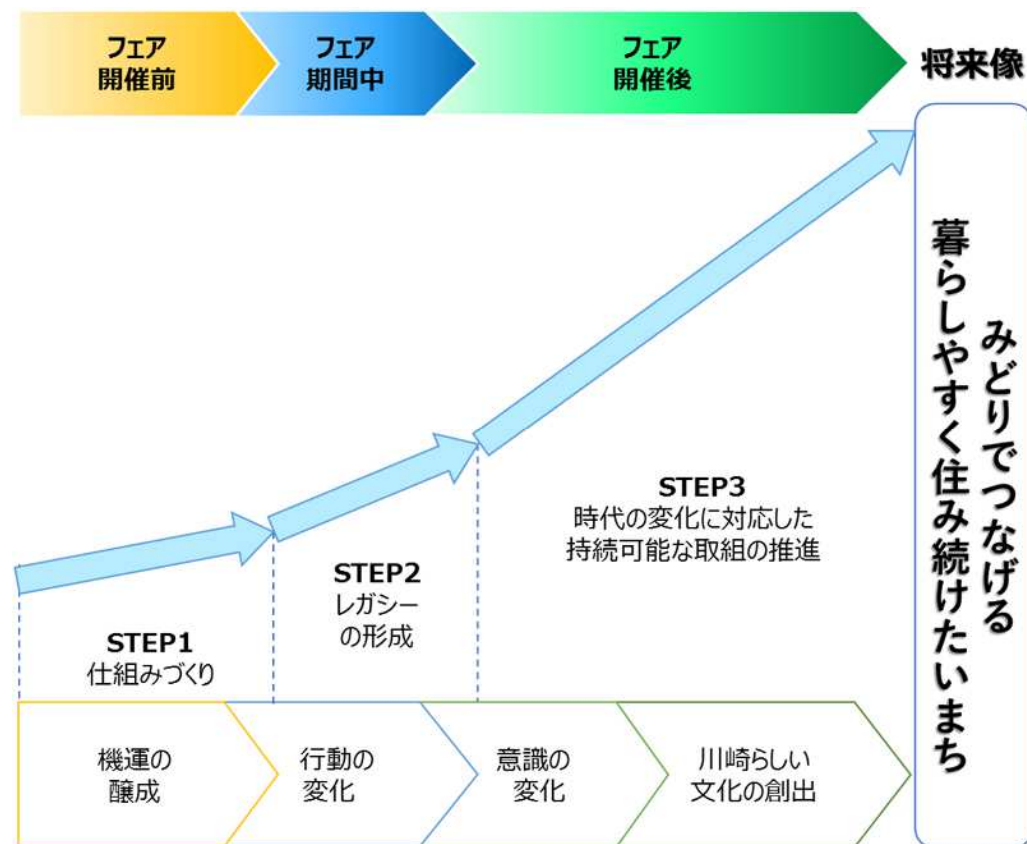 フェア
開催前
フェア
期間中
フェア
開催後
将来像
みどりでつなげる
暮らしやすく住み続けたいまち
STEP1
仕組みづくり
STEP2
レガシー
の形成
STEP3
時代の変化に対応した
持続可能な取組の推進
機運の
醸成
行動の
変化
意識の
変化
川崎らしい
文化の創出